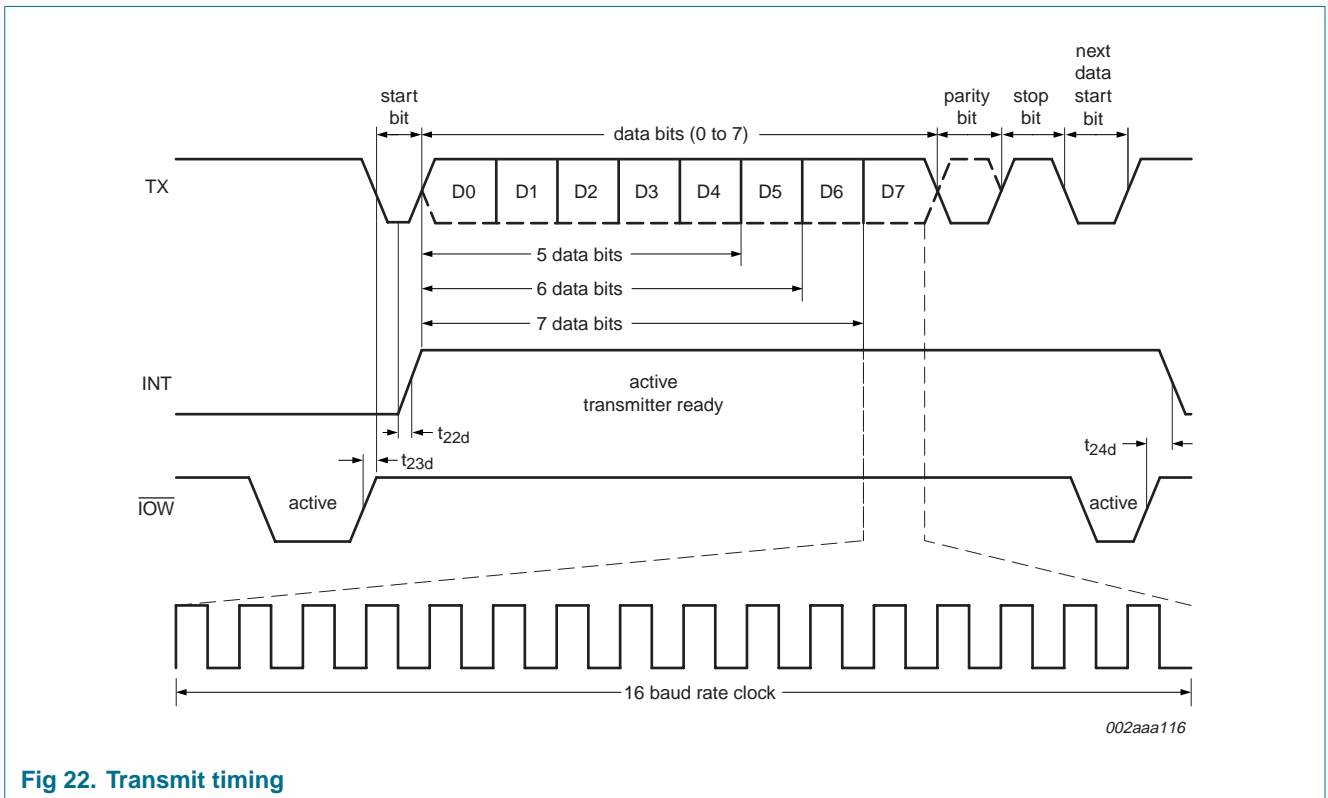 next
data
start
bit
start
bit
parity
bit
stop
bit
data bits (0 to 7)
TX
D0 D1 D2 D3 D4 D5 D6 D7
5 data bits
6 data bits
7 data bits
INT
active
transmitter ready
t22d
t23d
t24d
IOW
active
active
16 baud rate clock
002aaa116
Fig 22. Transmit timing